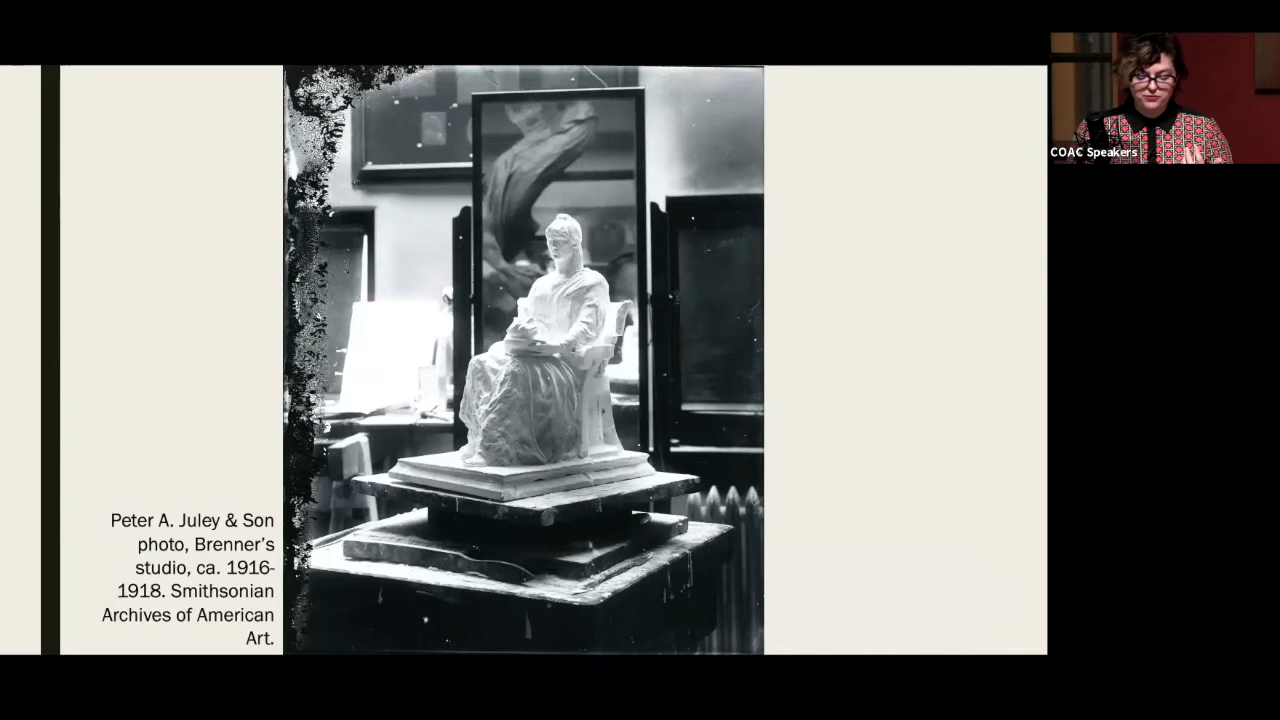 Peter A. Juley & Son
photo, Brenner's
studio, ca. 1916-
1918. Smithsonian
Archives of American
Art.
COAC Speakers